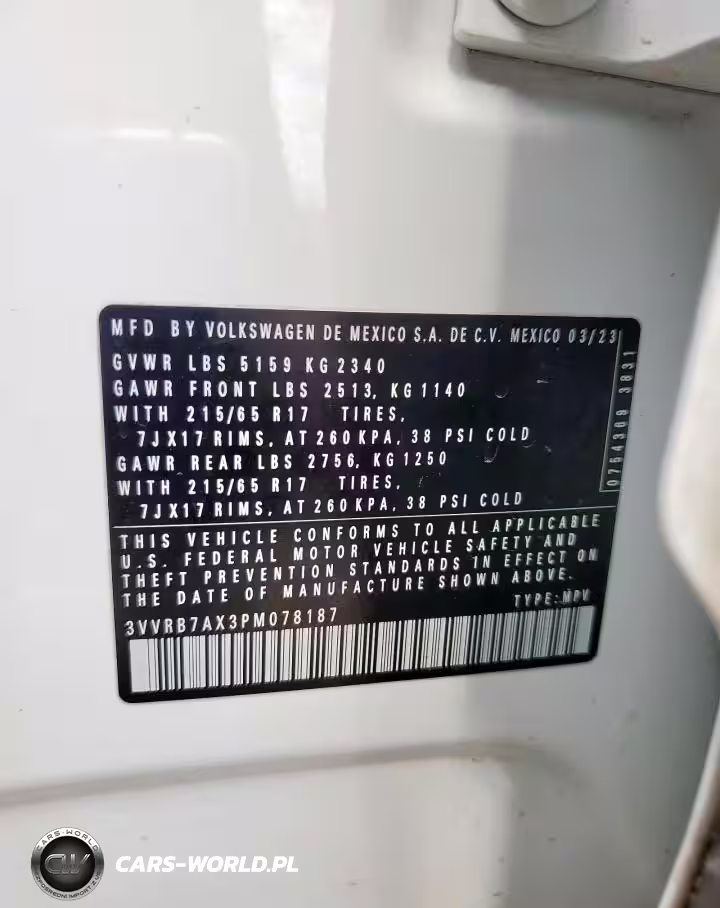 MFD BY VOLKSWAGEN DE MEXICO S.A. DE C.V. MEXICO 03/23
GVWR LBS 5159 KG 2340
GAWR FRONT LBS 2513, KG 1140
WITH 215/65 R17 TIRES,
7JX17 RIMS, AT 260 KPA, 38 PSI COLD
GAWR REAR LBS 2756, KG 1250
WITH 215/65 R17 TIRES,
7JX17 RIMS, AT 260 KPA, 38 PSI COLD
0754369 3831
THIS VEHICLE CONFORMS TO ALL APPLICABLE
U.S. FEDERAL MOTOR VEHICLE SAFETY AND
THEFT PREVENTION STANDARDS IN EFFECT ON
THE DATE OF MANUFACTURE SHOWN ABOVE.
TYPE: MPV
3VVRB7AX3PM078187
CARS-WORLD
CW
CARS-WORLD.PL